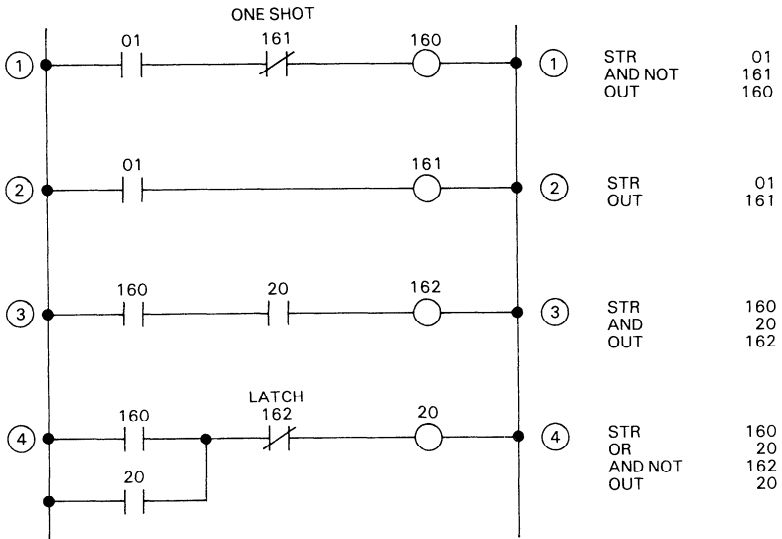 ONE SHOT
01 161 160
1 1 STR 01
AND NOT 161
OUT 160
01 161
2 2 STR 01
OUT 161
160 20 162
3 3 STR 160
AND 20
OUT 162
LATCH
160 162 20
4 4 STR 160
OR 20
20 AND NOT 162
OUT 20